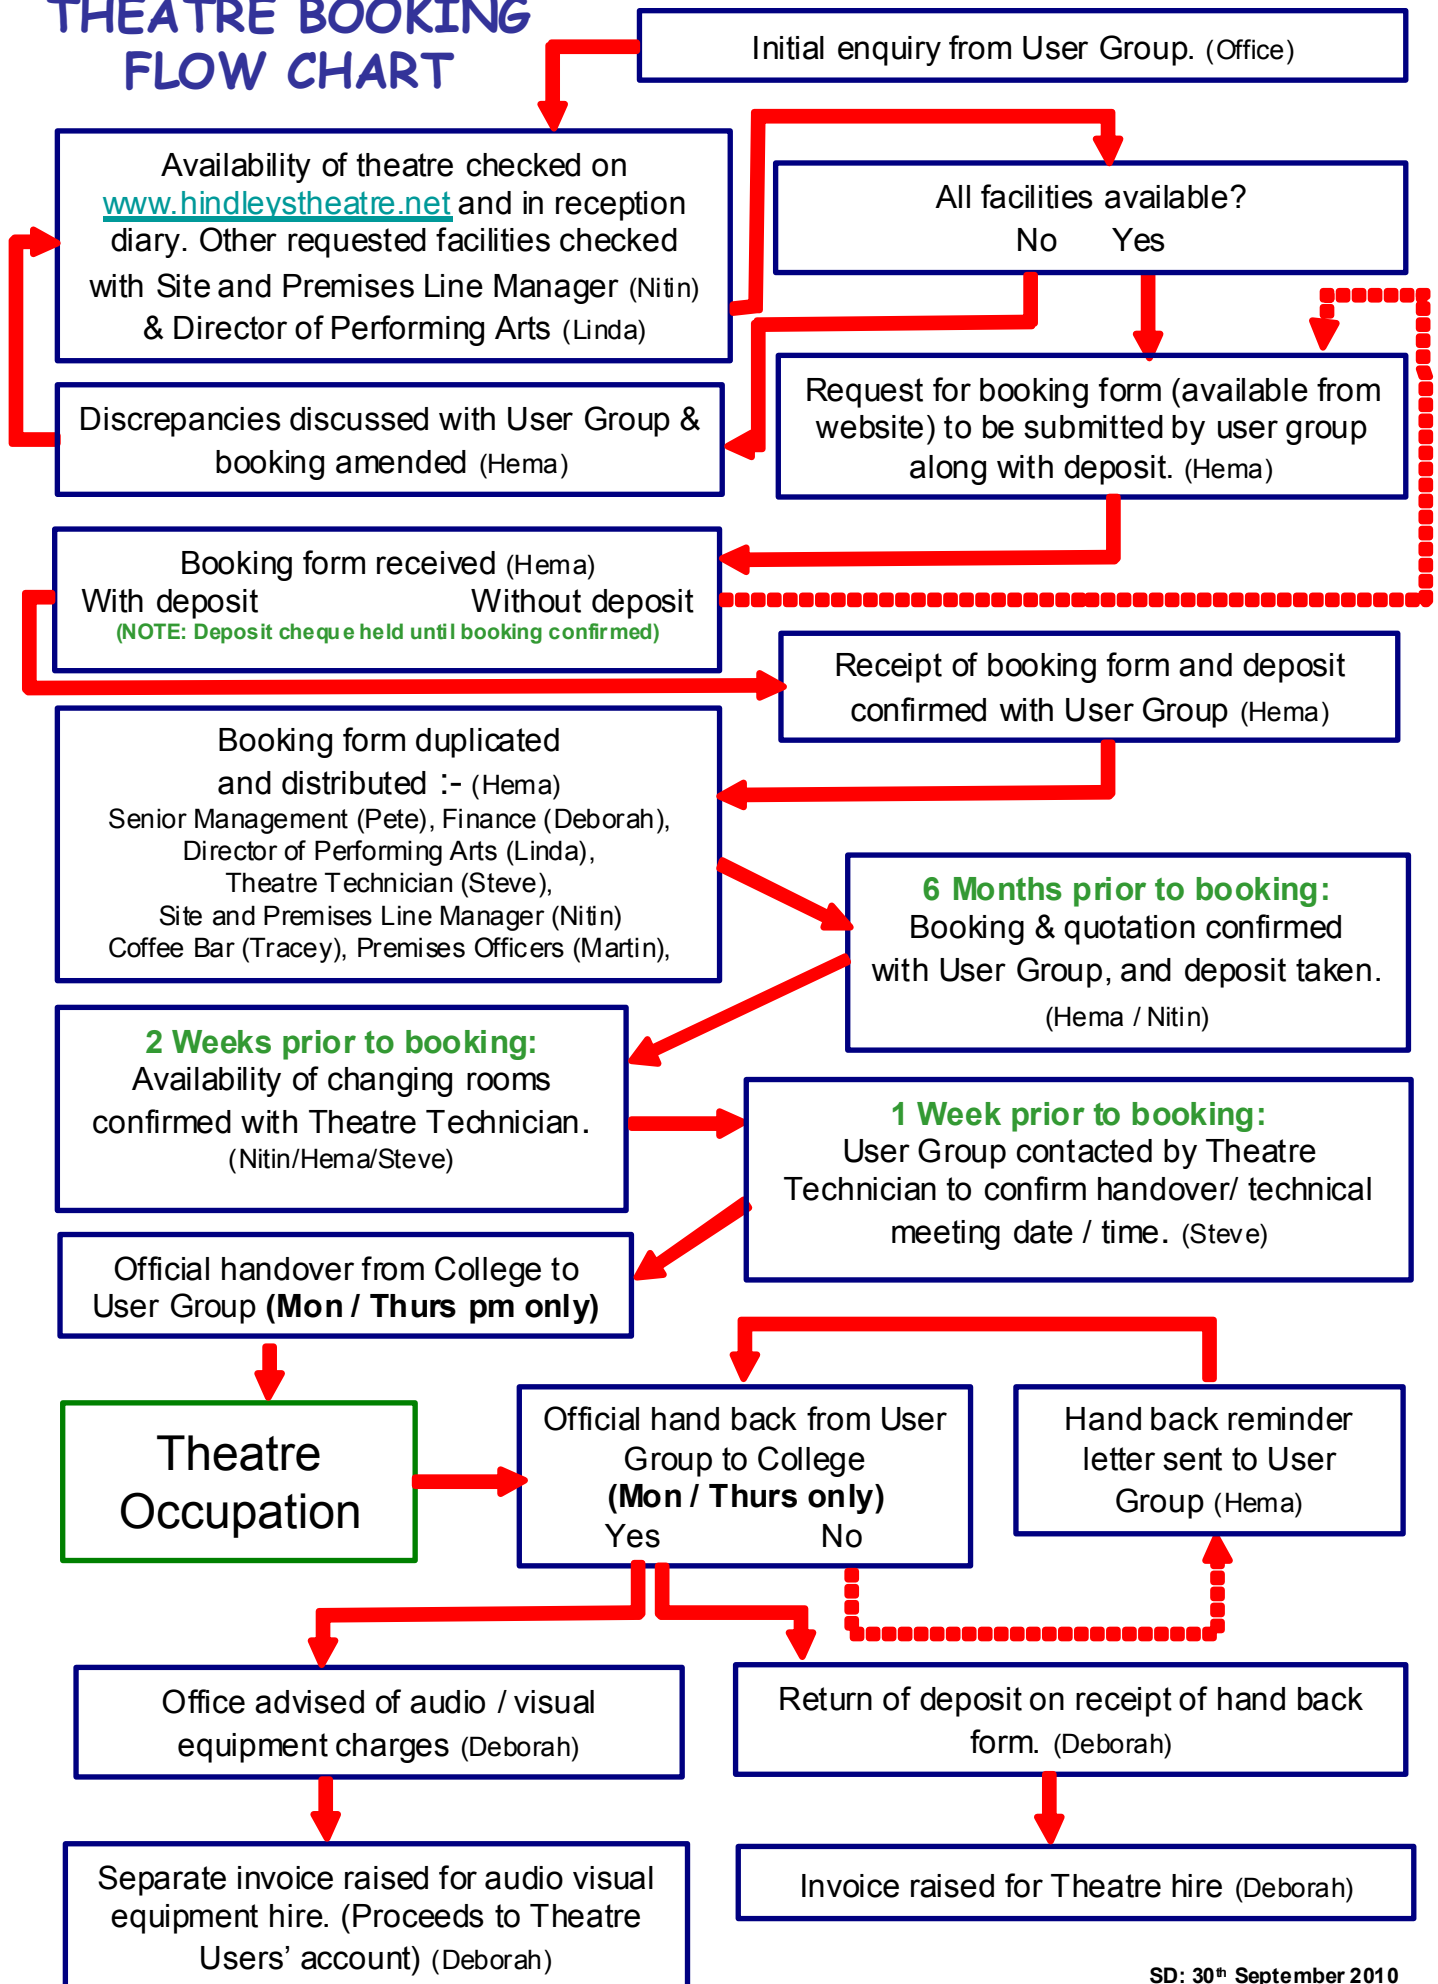 THEATRE BOOKING
FLOW CHART
Initial enquiry from User Group. (Office)
Availability of theatre checked on
www.hindleystheatre.net and in reception
diary. Other requested facilities checked
with Site and Premises Line Manager (Nitin)
& Director of Performing Arts (Linda)
All facilities available?
No Yes
Discrepancies discussed with User Group &
booking amended (Hema)
Request for booking form (available from
website) to be submitted by user group
along with deposit. (Hema)
Booking form received (Hema)
With deposit Without deposit
(NOTE: Deposit cheque held until booking confirmed)
Receipt of booking form and deposit
confirmed with User Group (Hema)
Booking form duplicated
and distributed :- (Hema)
Senior Management (Pete), Finance (Deborah),
Director of Performing Arts (Linda),
Theatre Technician (Steve),
Site and Premises Line Manager (Nitin)
Coffee Bar (Tracey), Premises Officers (Martin),
6 Months prior to booking:
Booking & quotation confirmed
with User Group, and deposit taken.
(Hema / Nitin)
2 Weeks prior to booking:
Availability of changing rooms
confirmed with Theatre Technician.
(Nitin/Hema/Steve)
1 Week prior to booking:
User Group contacted by Theatre
Technician to confirm handover/ technical
meeting date / time. (Steve)
Official handover from College to
User Group (Mon / Thurs pm only)
Theatre
Occupation
Official hand back from User
Group to College
(Mon / Thurs only)
Yes No
Hand back reminder
letter sent to User
Group (Hema)
Office advised of audio / visual
equipment charges (Deborah)
Return of deposit on receipt of hand back
form. (Deborah)
Separate invoice raised for audio visual
equipment hire. (Proceeds to Theatre
Users' account) (Deborah)
Invoice raised for Theatre hire (Deborah)
SD: 30th September 2010